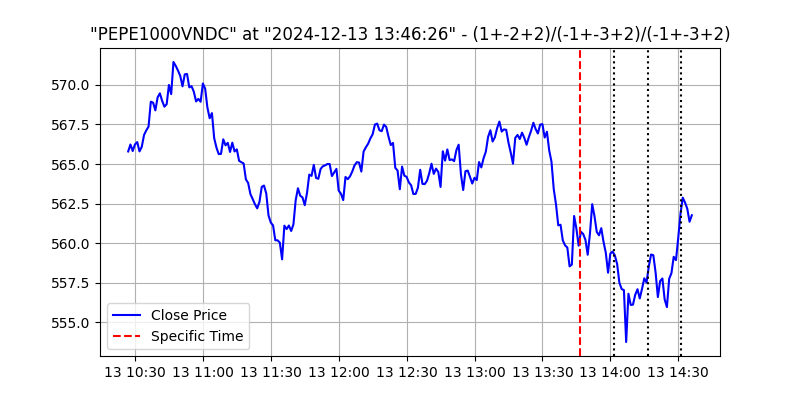 "PEPE1000VNDC" at "2024-12-13 13:46:26" - (1+-2+2)/(-1+-3+2)/(-1+-3+2)
570.0
567.5
565.0
562.5
560.0
557.5
555.0
Close Price
Specific Time
13 10:30 13 11:00 13 11:30 13 12:00 13 12:30 13 13:00 13 13:30 13 14:00 13 14:30